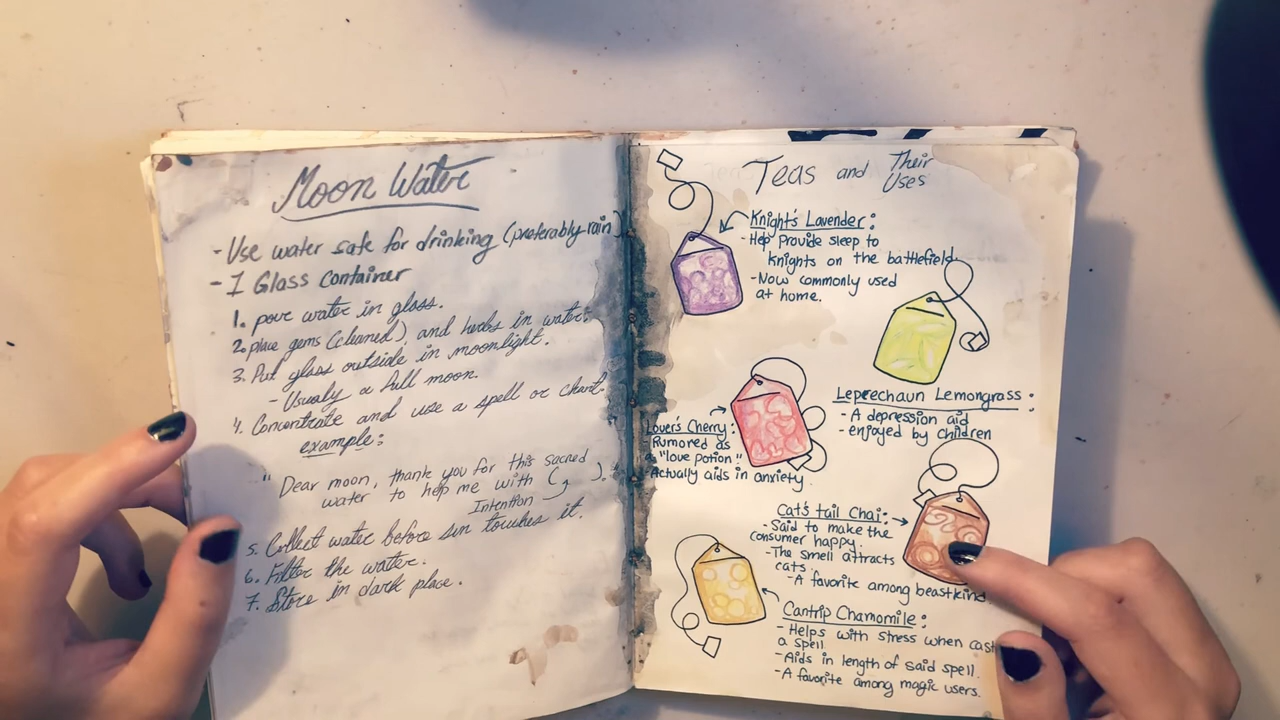 Moon Water
- Use water safe for drinking (preferably rain)
- 1 Glass container
1. pour water in glass.
2. place gems (cleaned), and herbs in water.
3. Put glass outside in moonlight.
- Usualy a full moon.
4. Concentrate and use a spell or chant.
example:
" Dear moon, thank you for this sacred
water to help me with ( ).
Intention
5. Collect water before sun touches it.
6. Filter the water.
7. Store in dark place.
Teas and Their
Uses
Knight's Lavender:
- Help provide sleep to
Knights on the battlefield.
- Now commonly used
at home.
Leprechaun Lemongrass:
- A depression aid
- enjoyed by children
Lover's Cherry:
- Rumored as
a "love potion"
- Actually aids in anxiety.
Cat's tail Chai:
- Said to make the
consumer happy.
- The smell attracts
cats.
- A favorite among beastkind
Cantrip Chamomile:
- Helps with stress when cast
a spell.
- Aids in length of said spell.
- A favorite among magic users.